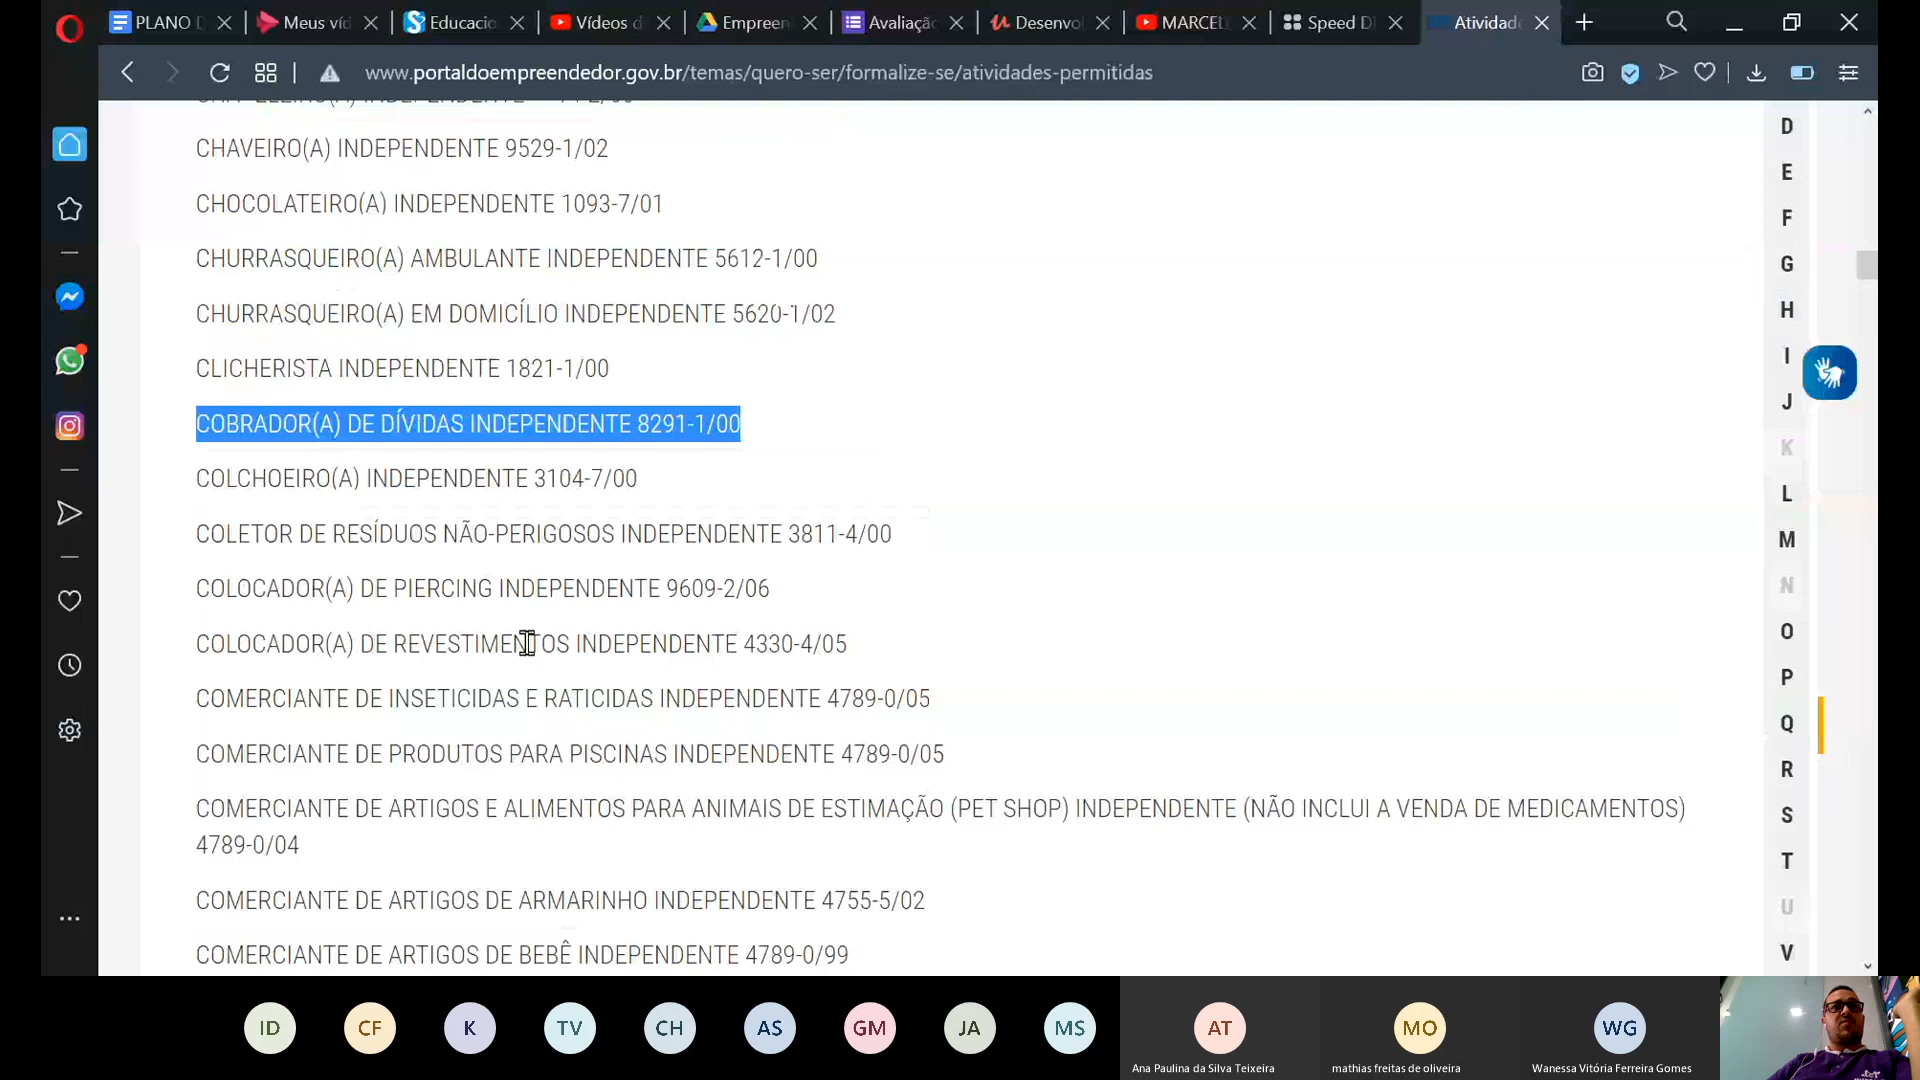 PLANO D
Meus víd
Educacio
Vídeos d
Empreen
Avaliaçã
Desenvo
MARCEL
Speed D
Atividad
www.portaldoempreendedor.gov.br/temas/quero-ser/formalize-se/atividades-permitidas
CHAVEIRO(A) INDEPENDENTE 9529-1/02
CHOCOLATEIRO(A) INDEPENDENTE 1093-7/01
CHURRASQUEIRO(A) AMBULANTE INDEPENDENTE 5612-1/00
CHURRASQUEIRO(A) EM DOMICÍLIO INDEPENDENTE 5620-1/02
CLICHERISTA INDEPENDENTE 1821-1/00
COBRADOR(A) DE DÍVIDAS INDEPENDENTE 8291-1/00
COLCHOEIRO(A) INDEPENDENTE 3104-7/00
COLETOR DE RESÍDUOS NÃO-PERIGOSOS INDEPENDENTE 3811-4/00
COLOCADOR(A) DE PIERCING INDEPENDENTE 9609-2/06
COLOCADOR(A) DE REVESTIMENTOS INDEPENDENTE 4330-4/05
COMERCIANTE DE INSETICIDAS E RATICIDAS INDEPENDENTE 4789-0/05
COMERCIANTE DE PRODUTOS PARA PISCINAS INDEPENDENTE 4789-0/05
COMERCIANTE DE ARTIGOS E ALIMENTOS PARA ANIMAIS DE ESTIMAÇÃO (PET SHOP) INDEPENDENTE (NÃO INCLUI A VENDA DE MEDICAMENTOS)
4789-0/04
COMERCIANTE DE ARTIGOS DE ARMARINHO INDEPENDENTE 4755-5/02
COMERCIANTE DE ARTIGOS DE BEBÊ INDEPENDENTE 4789-0/99
D
E
F
G
H
I
J
K
L
M
N
O
P
Q
R
S
T
U
V
ID
CF
K
TV
CH
AS
GM
JA
MS
AT
MO
WG
Ana Paulina da Silva Teixeira
mathias freitas de oliveira
Wanessa Vitória Ferreira Gomes